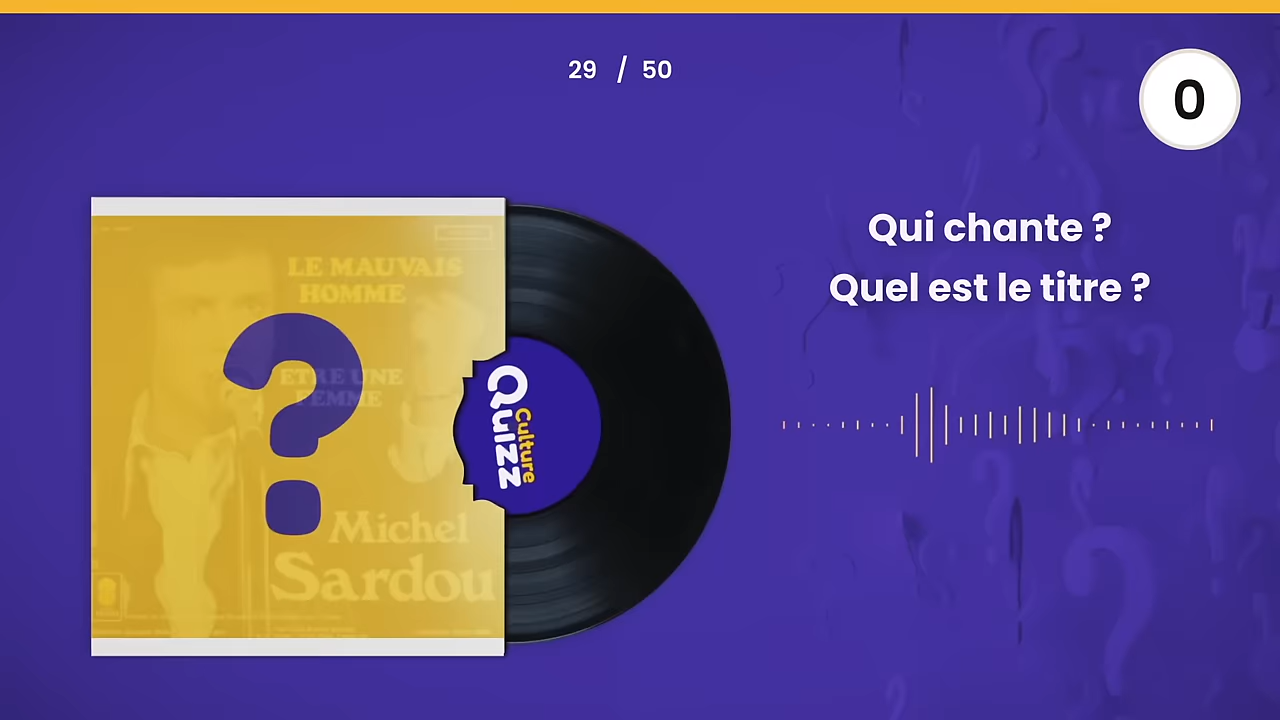 29 / 50
0
LE MAUVAIS
HOMME
ETRE UNE
FEMME
Michel
Sardou
Culture
Quizz
Qui chante ?
Quel est le titre ?